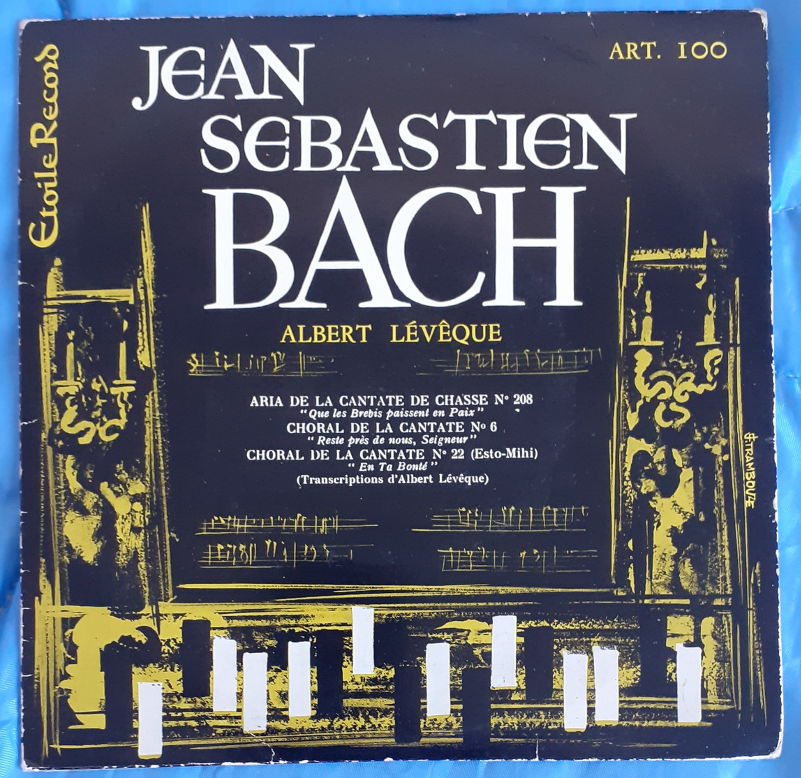 Etoile Record
ART. 100
JEAN
SEBASTIEN
BACH
ALBERT LÉVÊQUE
ARIA DE LA CANTATE DE CHASSE N° 208
"Que les Brebis paissent en Paix"
CHORAL DE LA CANTATE N° 6
"Reste près de nous, Seigneur"
CHORAL DE LA CANTATE N° 22 (Esto-Mihi)
"En Ta Bonté"
(Transcriptions d'Albert Lévêque)